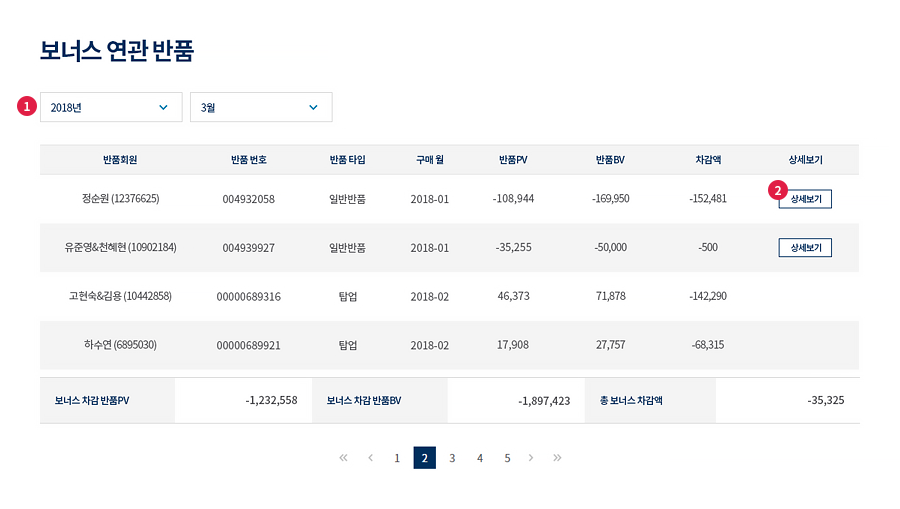 보너스 연관 반품
1 2018년 3월
반품회원 반품 번호 반품 타입 구매 월 반품PV 반품BV 차감액 상세보기
정순원 (12376625) 004932058 일반반품 2018-01 -108,944 -169,950 -152,481 2 상세보기
유준영&천혜현 (10902184) 004939927 일반반품 2018-01 -35,255 -50,000 -500 상세보기
고현숙&김용 (10442858) 00000689316 탑업 2018-02 46,373 71,878 -142,290
하수연 (6895030) 00000689921 탑업 2018-02 17,908 27,757 -68,315
보너스 차감 반품PV -1,232,558 보너스 차감 반품BV -1,897,423 총 보너스 차감액 -35,325
« ‹ 1 2 3 4 5 › »